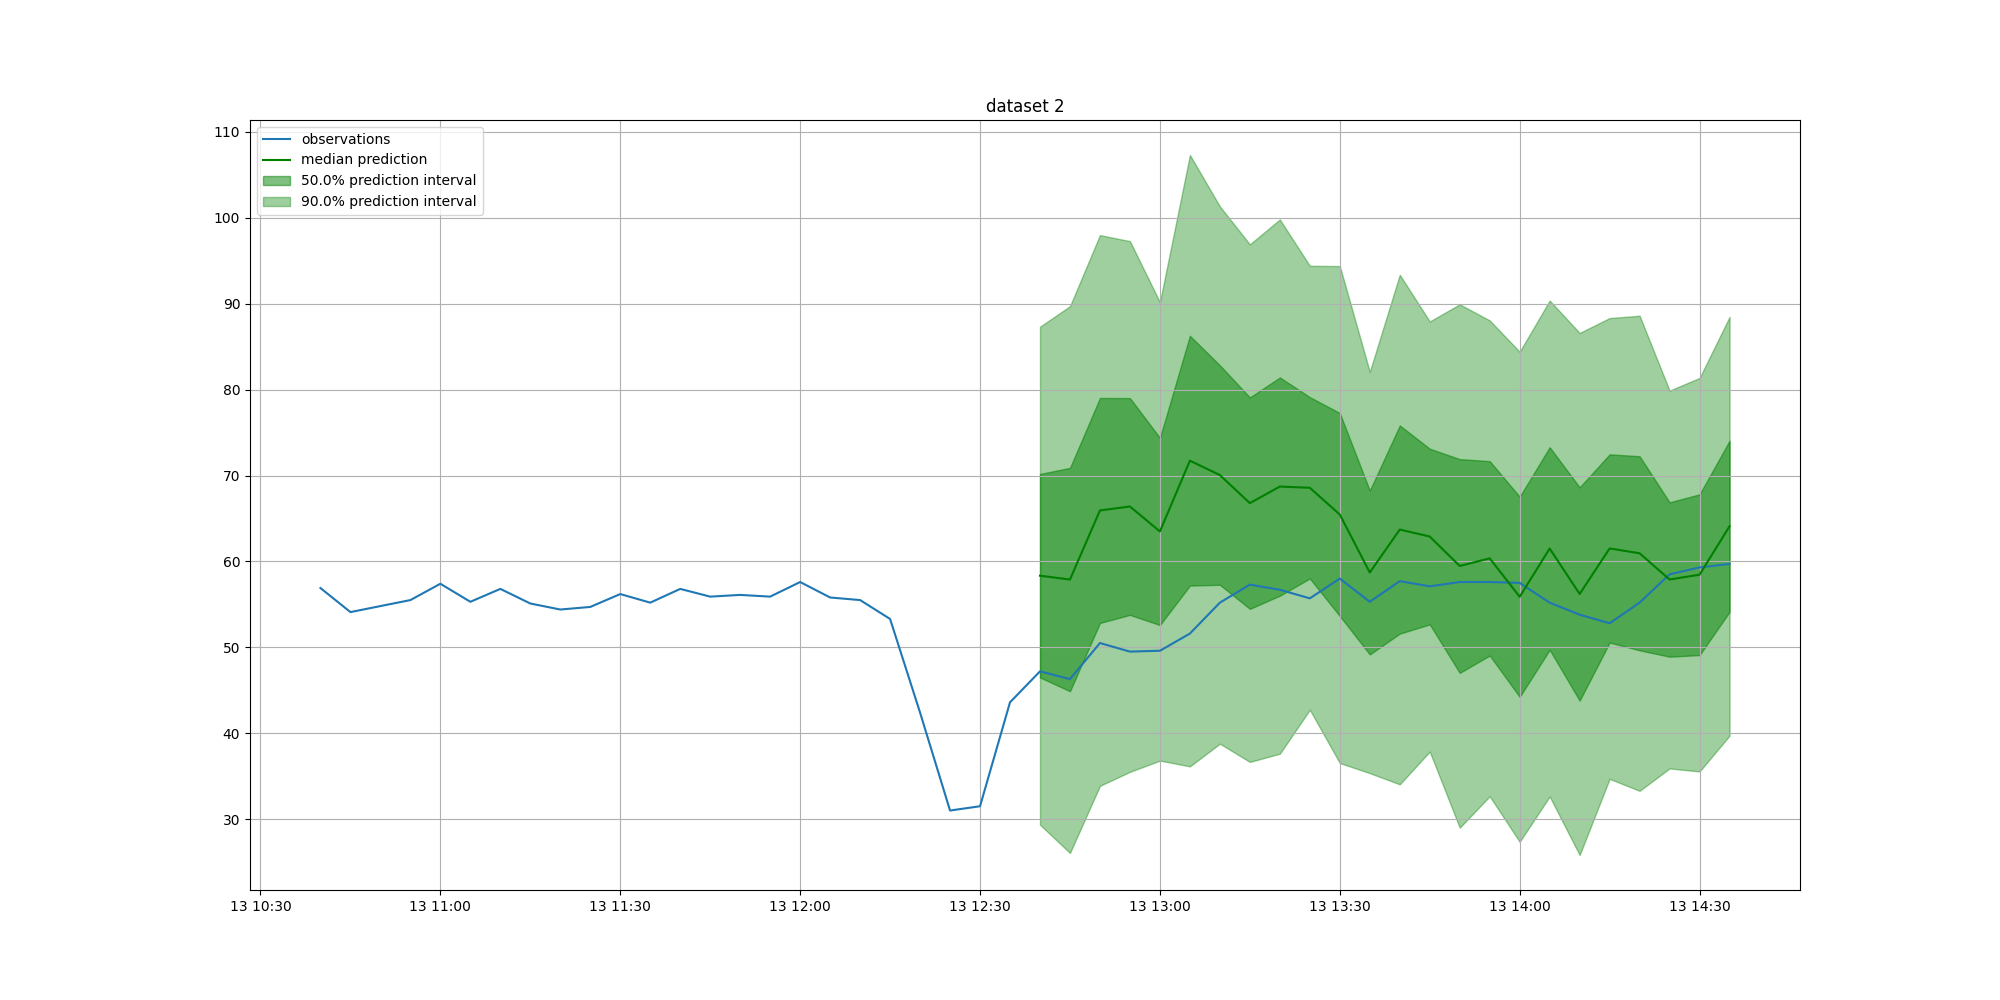 dataset 2
110
observations
median prediction
50.0% prediction interval
90.0% prediction interval
100
90
80
70
60
50
40
30
13 10:30 13 11:00 13 11:30 13 12:00 13 12:30 13 13:00 13 13:30 13 14:00 13 14:30